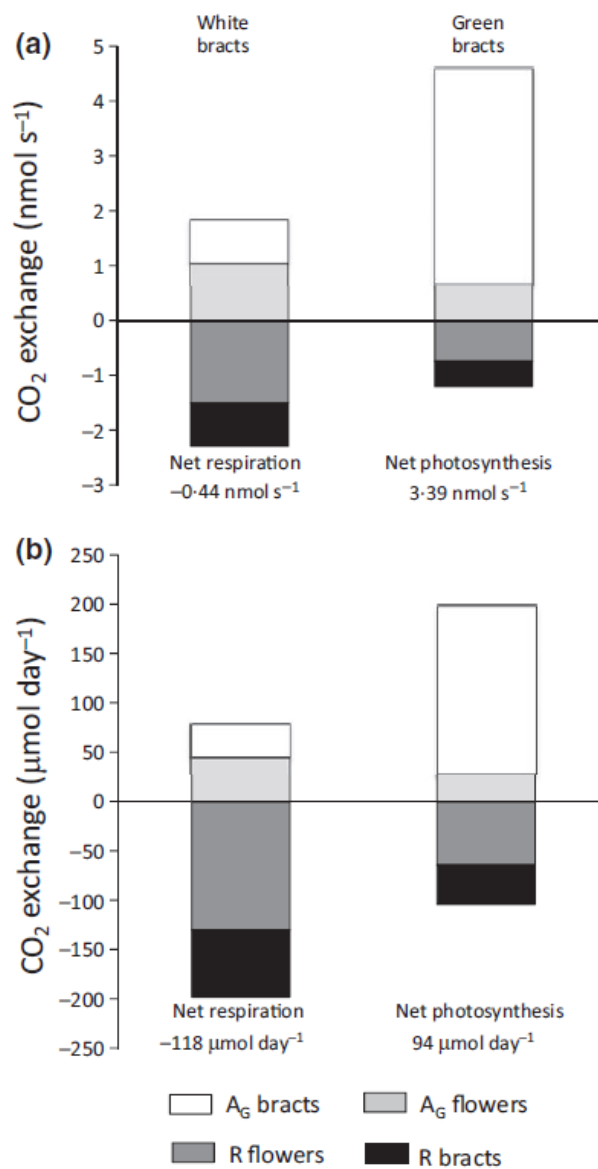 (a)
White
bracts
Green
bracts
CO₂ exchange (nmol s⁻¹)
5
4
3
2
1
0
–1
–2
–3
Net respiration
–0·44 nmol s⁻¹
Net photosynthesis
3·39 nmol s⁻¹
(b)
CO₂ exchange (μmol day⁻¹)
250
200
150
100
50
0
–50
–100
–150
–200
–250
Net respiration
–118 μmol day⁻¹
Net photosynthesis
94 μmol day⁻¹
A_G bracts
A_G flowers
R flowers
R bracts